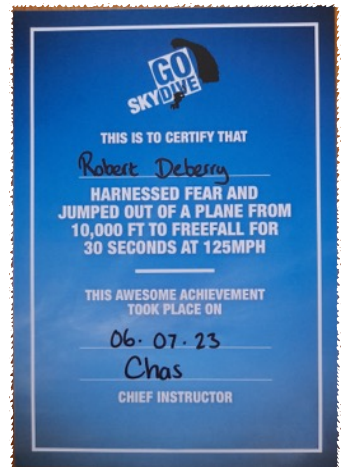 GO
SKYDIVE
THIS IS TO CERTIFY THAT
Robert Deberry
HARNESSED FEAR AND
JUMPED OUT OF A PLANE FROM
10,000 FT TO FREEFALL FOR
30 SECONDS AT 125MPH
THIS AWESOME ACHIEVEMENT
TOOK PLACE ON
06.07.23
Chas
CHIEF INSTRUCTOR